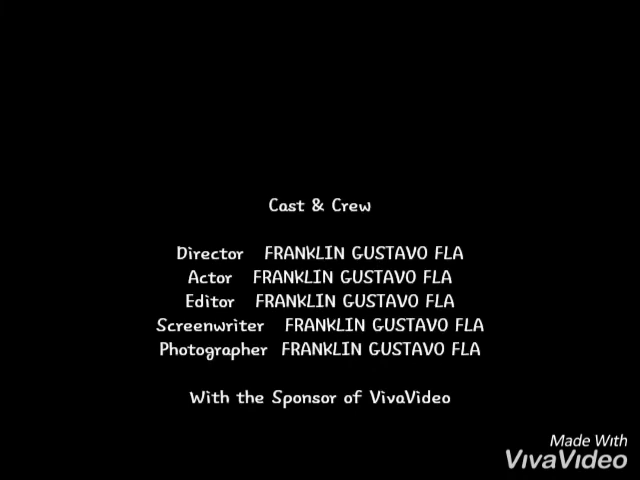 Cast & Crew
Director FRANKLIN GUSTAVO FLA
Actor FRANKLIN GUSTAVO FLA
Editor FRANKLIN GUSTAVO FLA
Screenwriter FRANKLIN GUSTAVO FLA
Photographer FRANKLIN GUSTAVO FLA
With the Sponsor of VivaVideo
Made With
VIVAVIDEO